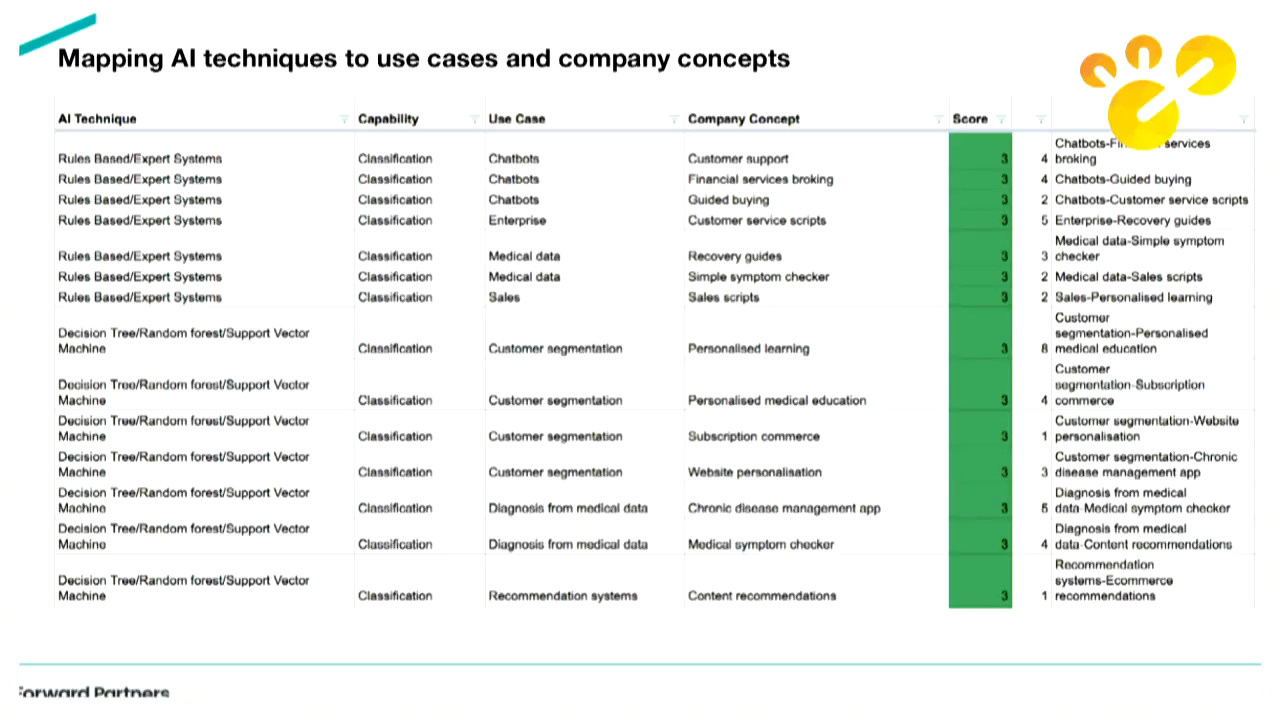 Mapping AI techniques to use cases and company concepts
AI Technique Capability Use Case Company Concept Score
Rules Based/Expert Systems Classification Chatbots Customer support 3 4 Chatbots-Fin services broking
Rules Based/Expert Systems Classification Chatbots Financial services broking 3 4 Chatbots-Guided buying
Rules Based/Expert Systems Classification Chatbots Guided buying 3 2 Chatbots-Customer service scripts
Rules Based/Expert Systems Classification Enterprise Customer service scripts 3 5 Enterprise-Recovery guides
Rules Based/Expert Systems Classification Medical data Recovery guides 3 3 Medical data-Simple symptom checker
Rules Based/Expert Systems Classification Medical data Simple symptom checker 3 2 Medical data-Sales scripts
Rules Based/Expert Systems Classification Sales Sales scripts 3 2 Sales-Personalised learning
Decision Tree/Random forest/Support Vector Machine Classification Customer segmentation Personalised learning 3 8 Customer segmentation-Personalised medical education
Decision Tree/Random forest/Support Vector Machine Classification Customer segmentation Personalised medical education 3 4 Customer segmentation-Subscription commerce
Decision Tree/Random forest/Support Vector Machine Classification Customer segmentation Subscription commerce 3 1 Customer segmentation-Website personalisation
Decision Tree/Random forest/Support Vector Machine Classification Customer segmentation Website personalisation 3 3 Customer segmentation-Chronic disease management app
Decision Tree/Random forest/Support Vector Machine Classification Diagnosis from medical data Chronic disease management app 3 5 Diagnosis from medical data-Medical symptom checker
Decision Tree/Random forest/Support Vector Machine Classification Diagnosis from medical data Medical symptom checker 3 4 Diagnosis from medical data-Content recommendations
Decision Tree/Random forest/Support Vector Machine Classification Recommendation systems Content recommendations 3 1 Recommendation systems-Ecommerce recommendations
Forward Partners